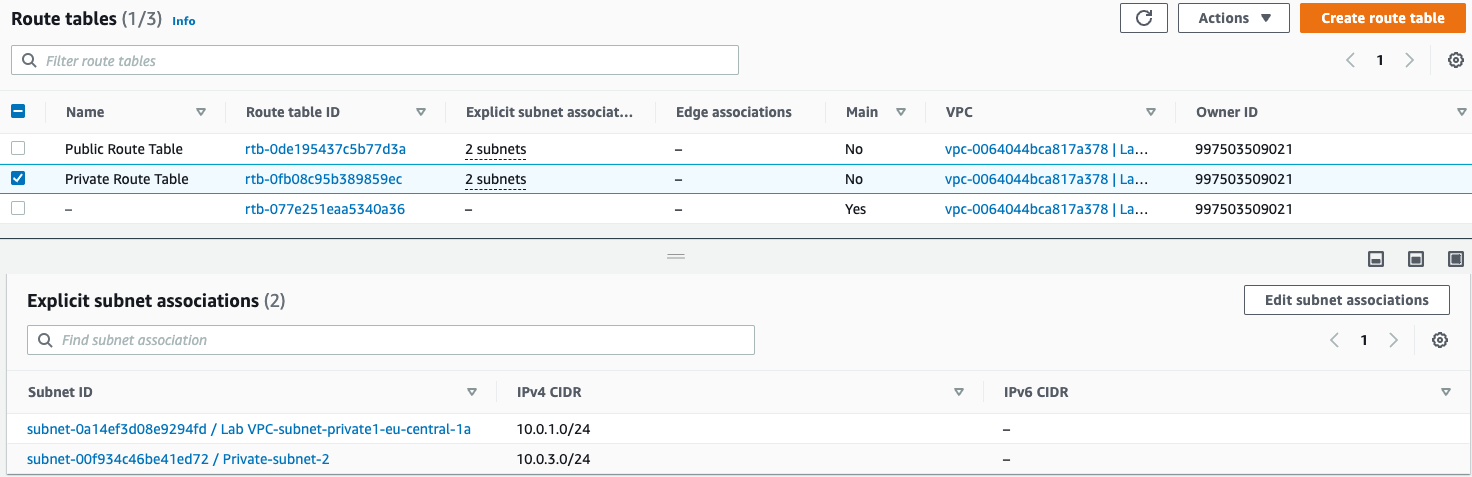 Route tables (1/3) Info
Actions ▼
Create route table
Filter route tables
1
Name Route table ID Explicit subnet associat... Edge associations Main VPC Owner ID
Public Route Table rtb-0de195437c5b77d3a 2 subnets – No vpc-0064044bca817a378 | La... 997503509021
Private Route Table rtb-0fb08c95b389859ec 2 subnets – No vpc-0064044bca817a378 | La... 997503509021
– rtb-077e251eaa5340a36 – – Yes vpc-0064044bca817a378 | La... 997503509021
Explicit subnet associations (2)
Edit subnet associations
Find subnet association
1
Subnet ID IPv4 CIDR IPv6 CIDR
subnet-0a14ef3d08e9294fd / Lab VPC-subnet-private1-eu-central-1a 10.0.1.0/24 –
subnet-00f934c46be41ed72 / Private-subnet-2 10.0.3.0/24 –